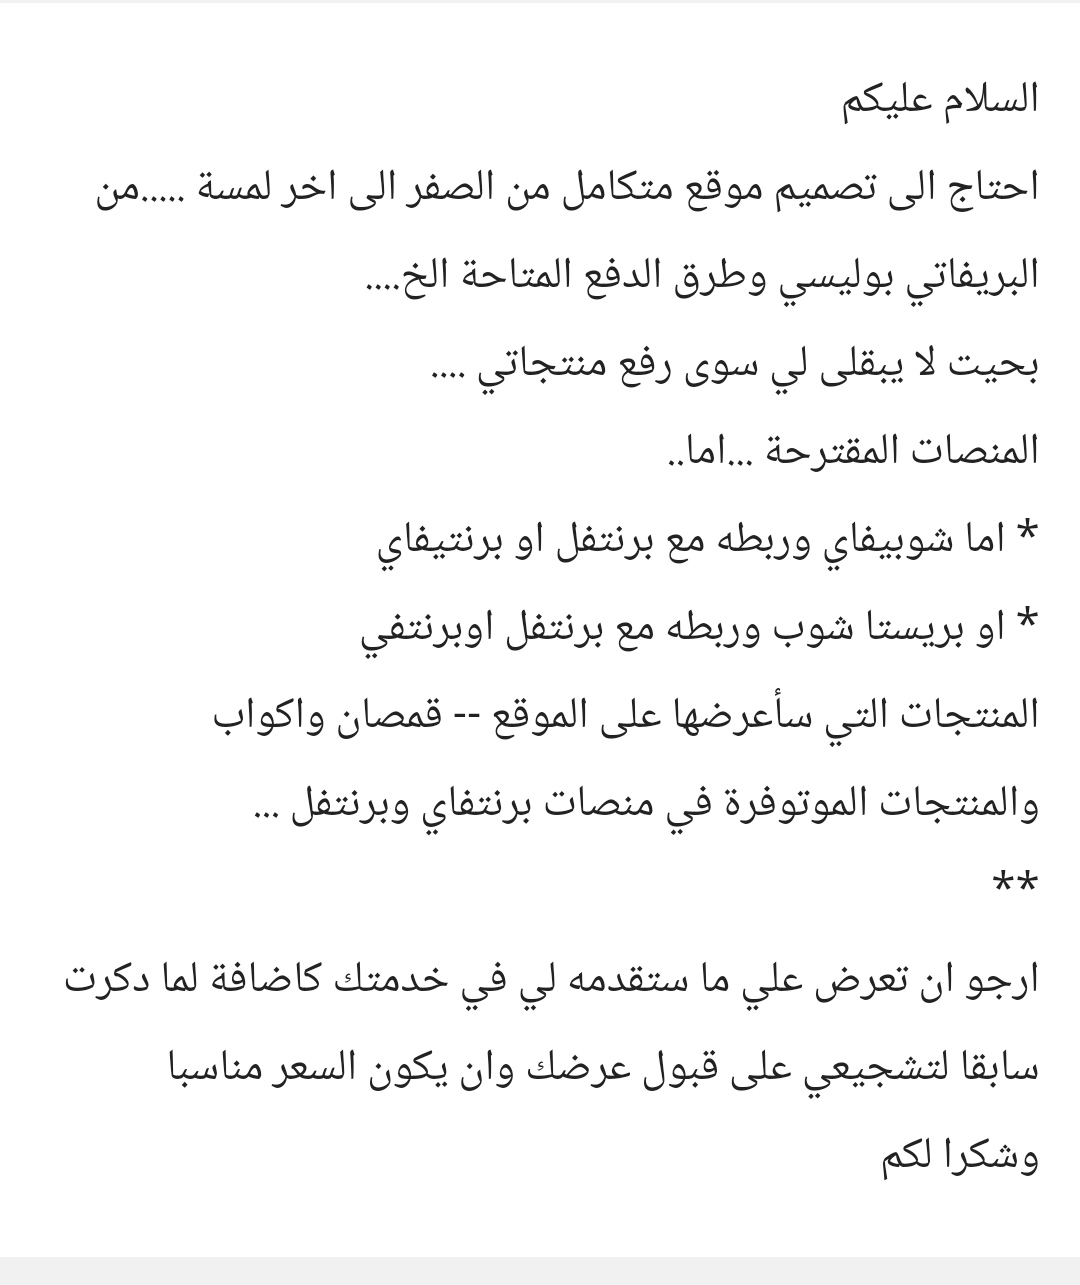 السلام عليكم
احتاج الى تصميم موقع متكامل من الصفر الى اخر لمسة .....من
البريفاتي بوليسي وطرق الدفع المتاحة الخ....
بحيت لا يبقلى لي سوى رفع منتجاتي ....
المنصات المقترحة ...اما..
* اما شوبيفاي وربطه مع برنتفل او برنتيفاي
* او بريستا شوب وربطه مع برنتفل اوبرنتفي
المنتجات التي سأعرضها على الموقع -- قمصان واكواب
والمنتجات الموتوفرة في منصات برنتفاي وبرنتفل ...
**
ارجو ان تعرض علي ما ستقدمه لي في خدمتك كاضافة لما دكرت
سابقا لتشجيعي على قبول عرضك وان يكون السعر مناسبا
وشكرا لكم